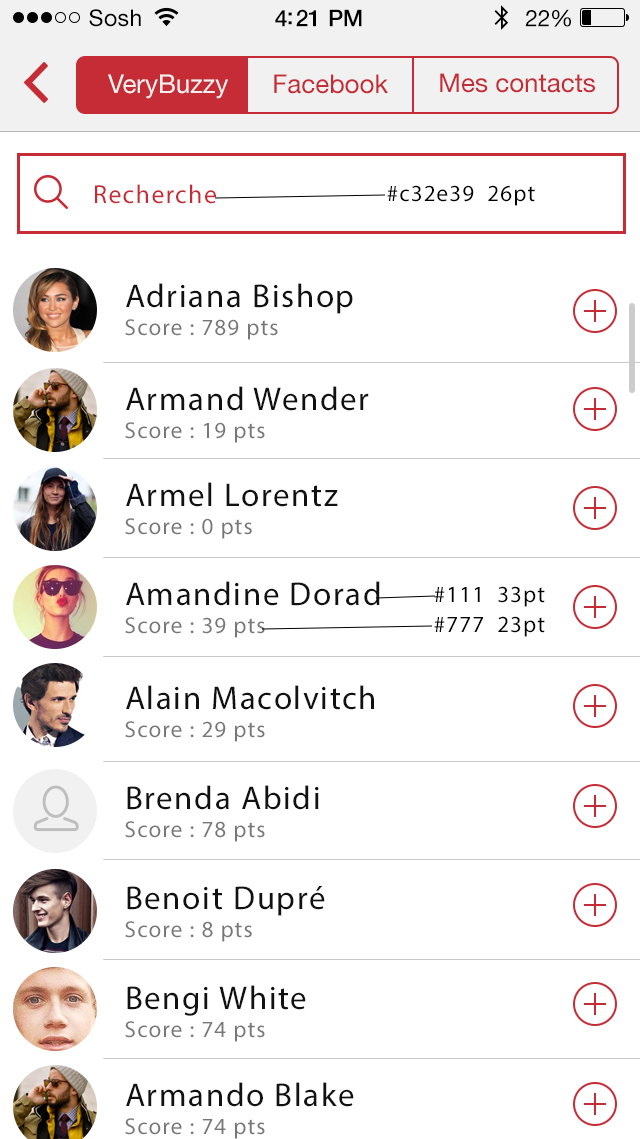 Sosh 4:21 PM 22%
VeryBuzzy Facebook Mes contacts
Recherche #c32e39 26pt
Adriana Bishop
Score : 789 pts
Armand Wender
Score : 19 pts
Armel Lorentz
Score : 0 pts
Amandine Dorad #111 33pt
Score : 39 pts #777 23pt
Alain Macolvitch
Score : 29 pts
Brenda Abidi
Score : 78 pts
Benoit Dupré
Score : 8 pts
Bengi White
Score : 74 pts
Armando Blake
Score : 74 pts